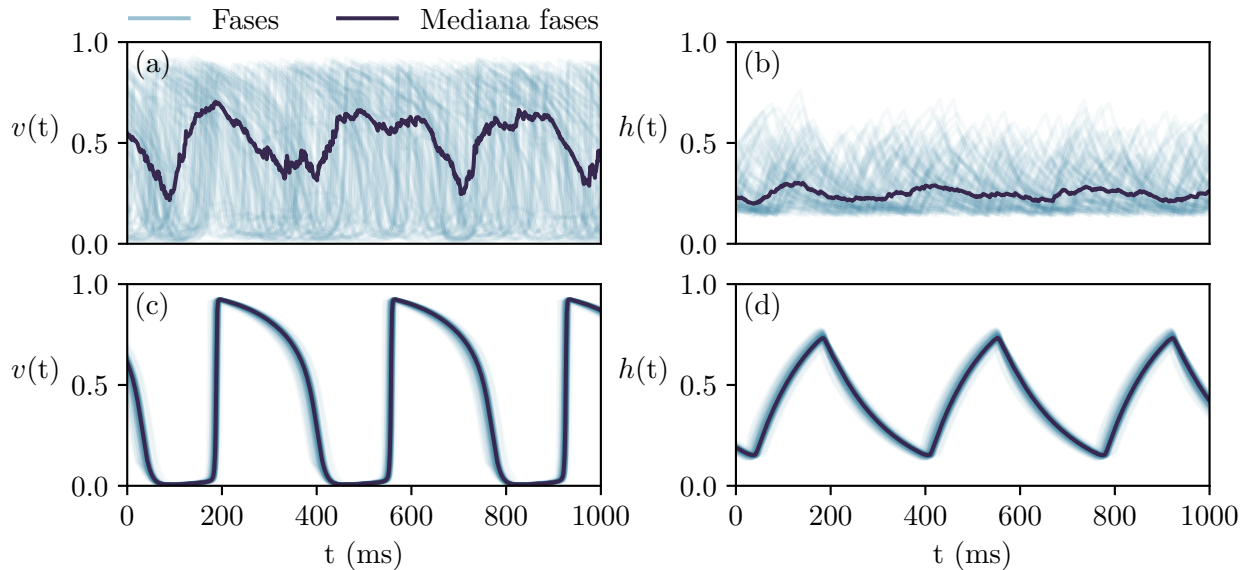 Fases Mediana fases
1.0 (a) 1.0 (b)
v(t) 0.5 h(t) 0.5
0.0 0.0
1.0 (c) 1.0 (d)
v(t) 0.5 h(t) 0.5
0.0 0.0
0 200 400 600 800 1000 0 200 400 600 800 1000
t (ms) t (ms)